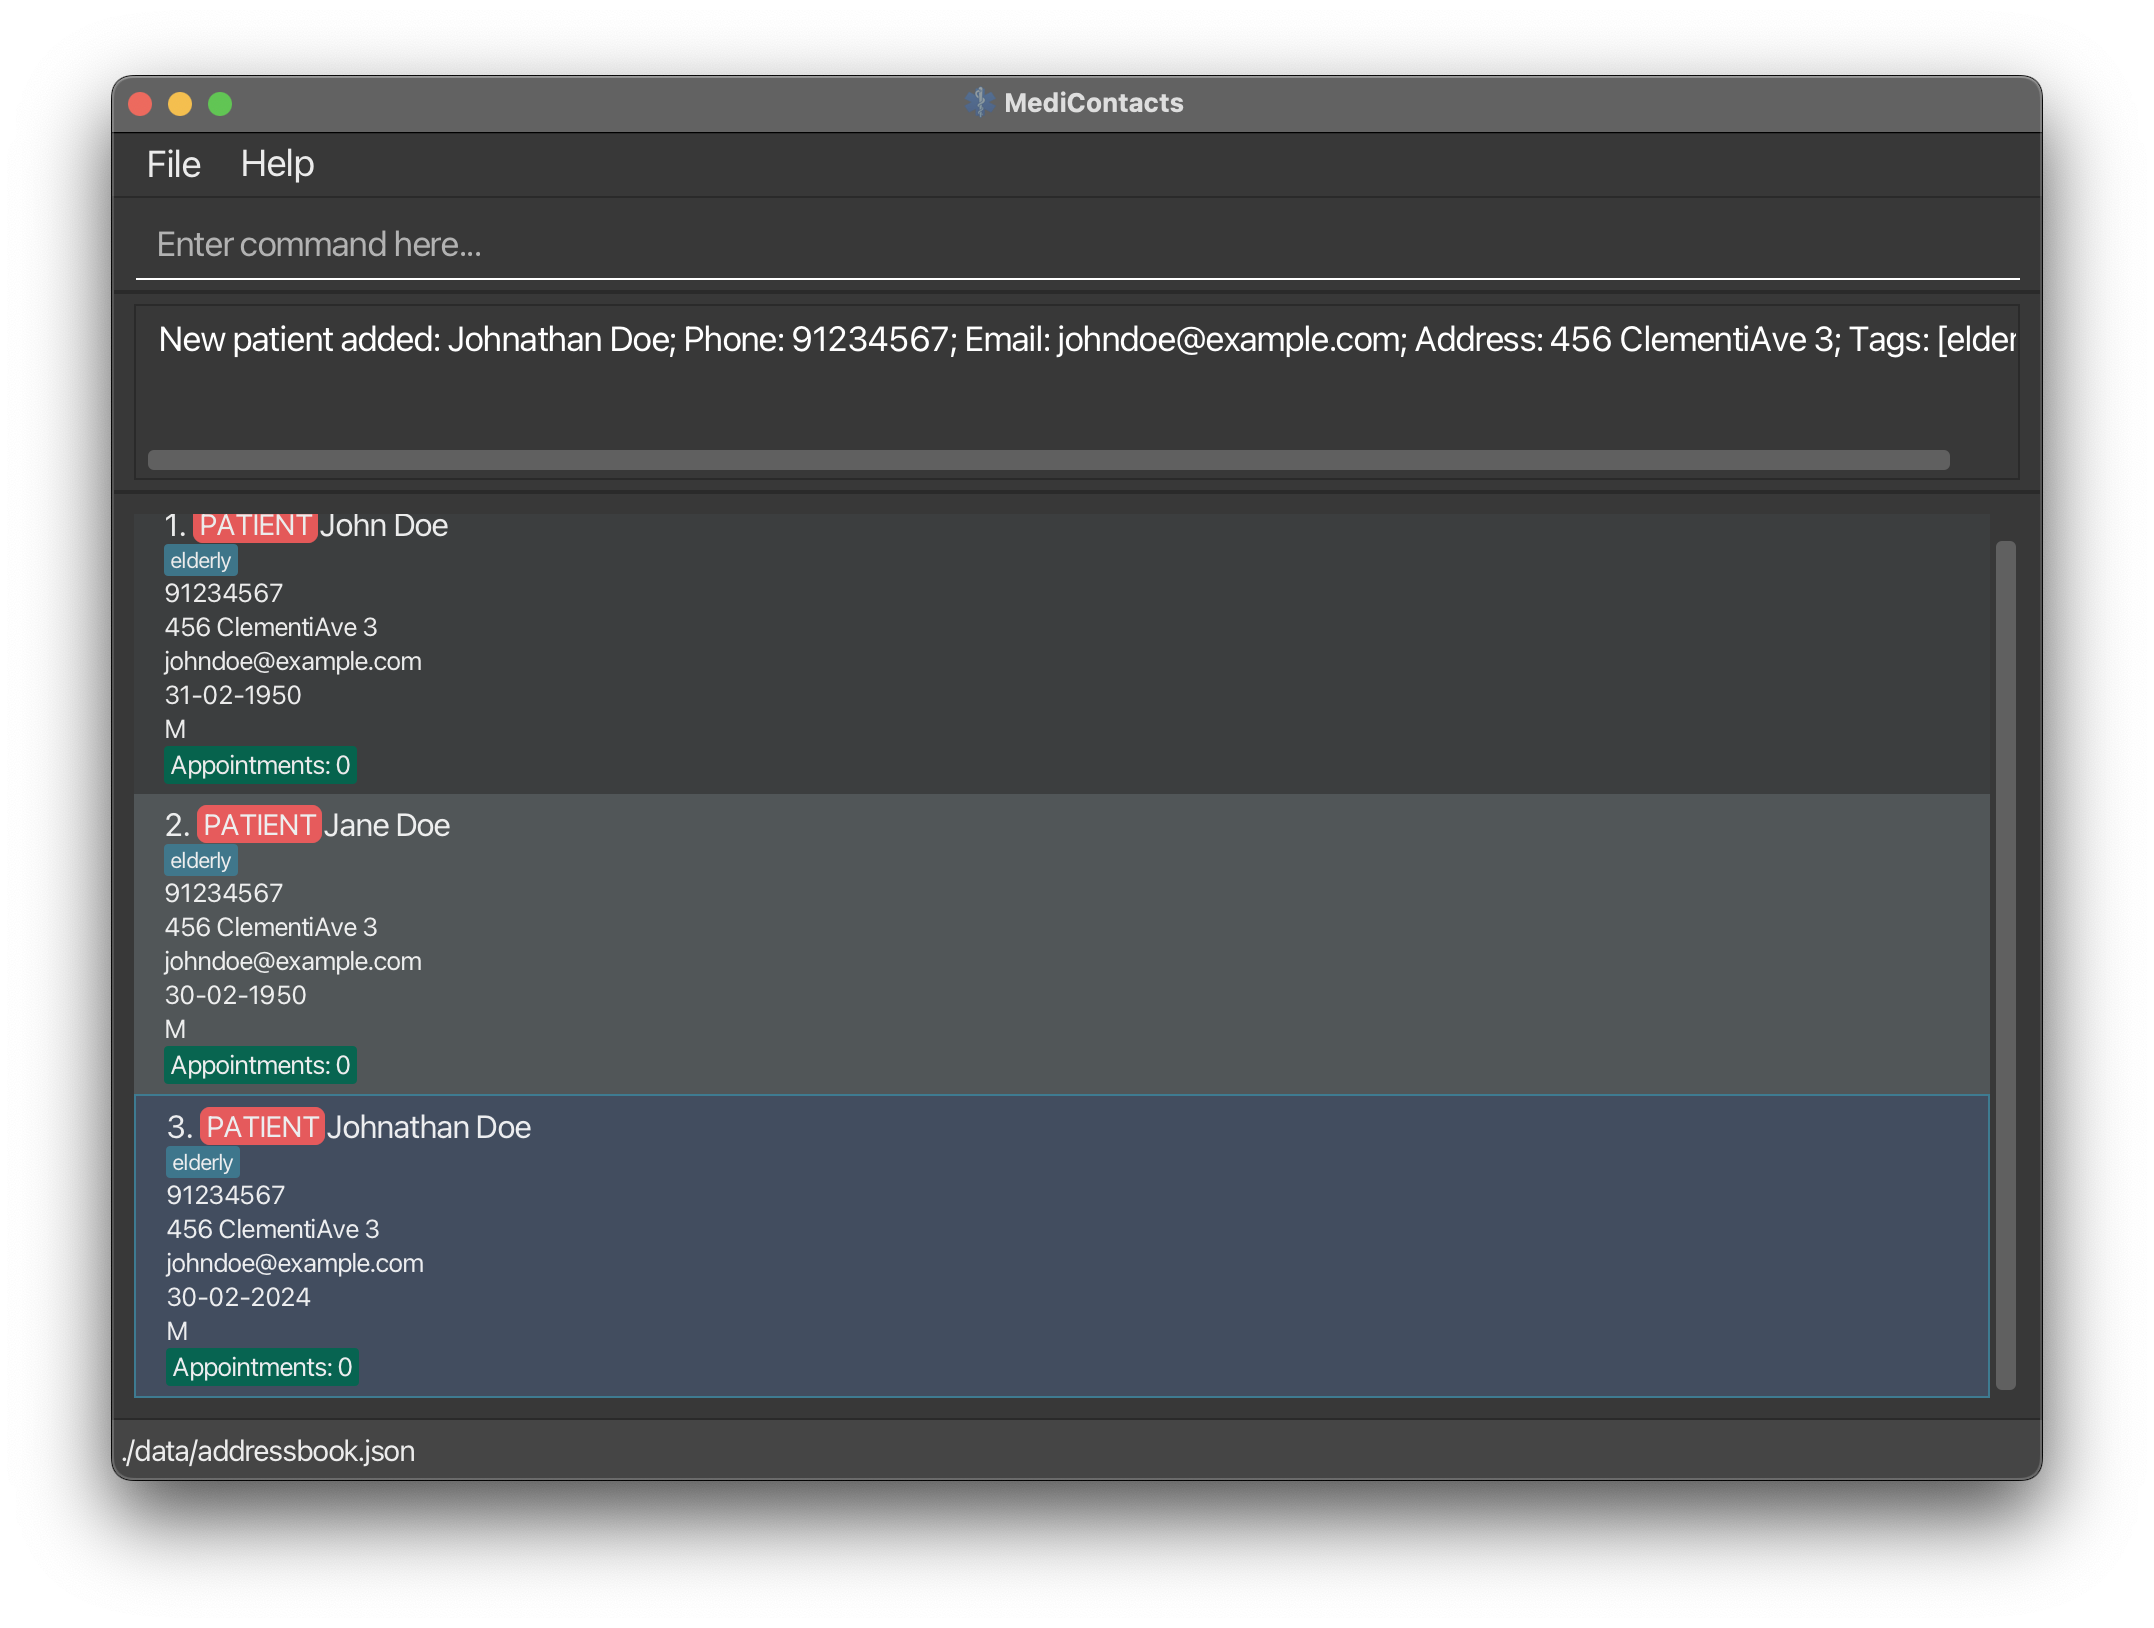 MediContacts
File Help
Enter command here...
New patient added: Johnathan Doe; Phone: 91234567; Email: johndoe@example.com; Address: 456 ClementiAve 3; Tags: [elder
1. PATIENT John Doe
elderly
91234567
456 ClementiAve 3
johndoe@example.com
31-02-1950
M
Appointments: 0
2. PATIENT Jane Doe
elderly
91234567
456 ClementiAve 3
johndoe@example.com
30-02-1950
M
Appointments: 0
3. PATIENT Johnathan Doe
elderly
91234567
456 ClementiAve 3
johndoe@example.com
30-02-2024
M
Appointments: 0
./data/addressbook.json